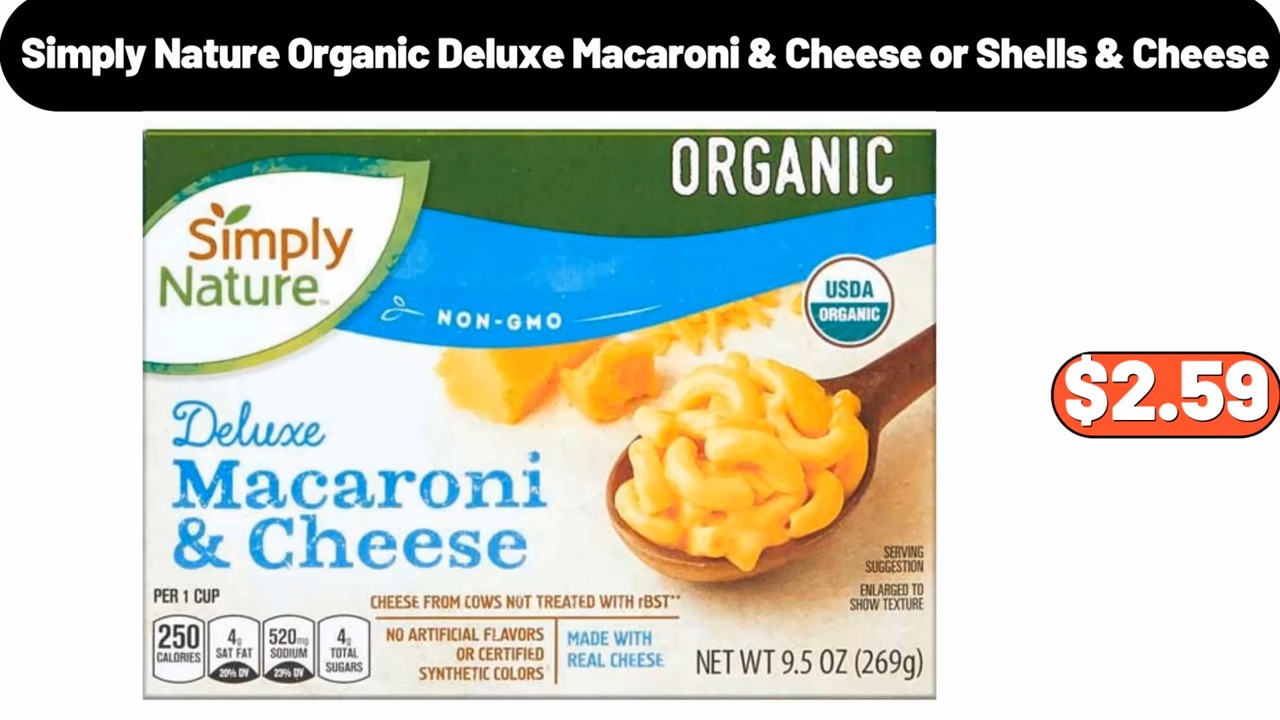 Simply Nature Organic Deluxe Macaroni & Cheese or Shells & Cheese
ORGANIC
Simply
Nature™
NON-GMO
USDA
ORGANIC
$2.59
Deluxe
Macaroni
& Cheese
SERVING
SUGGESTION
ENLARGED TO
SHOW TEXTURE
PER 1 CUP
CHEESE FROM COWS NOT TREATED WITH rBST**
250
CALORIES
4g
SAT FAT
20% DV
520mg
SODIUM
23% DV
4g
TOTAL
SUGARS
NO ARTIFICIAL FLAVORS
OR CERTIFIED
SYNTHETIC COLORS
MADE WITH
REAL CHEESE
NET WT 9.5 OZ (269g)